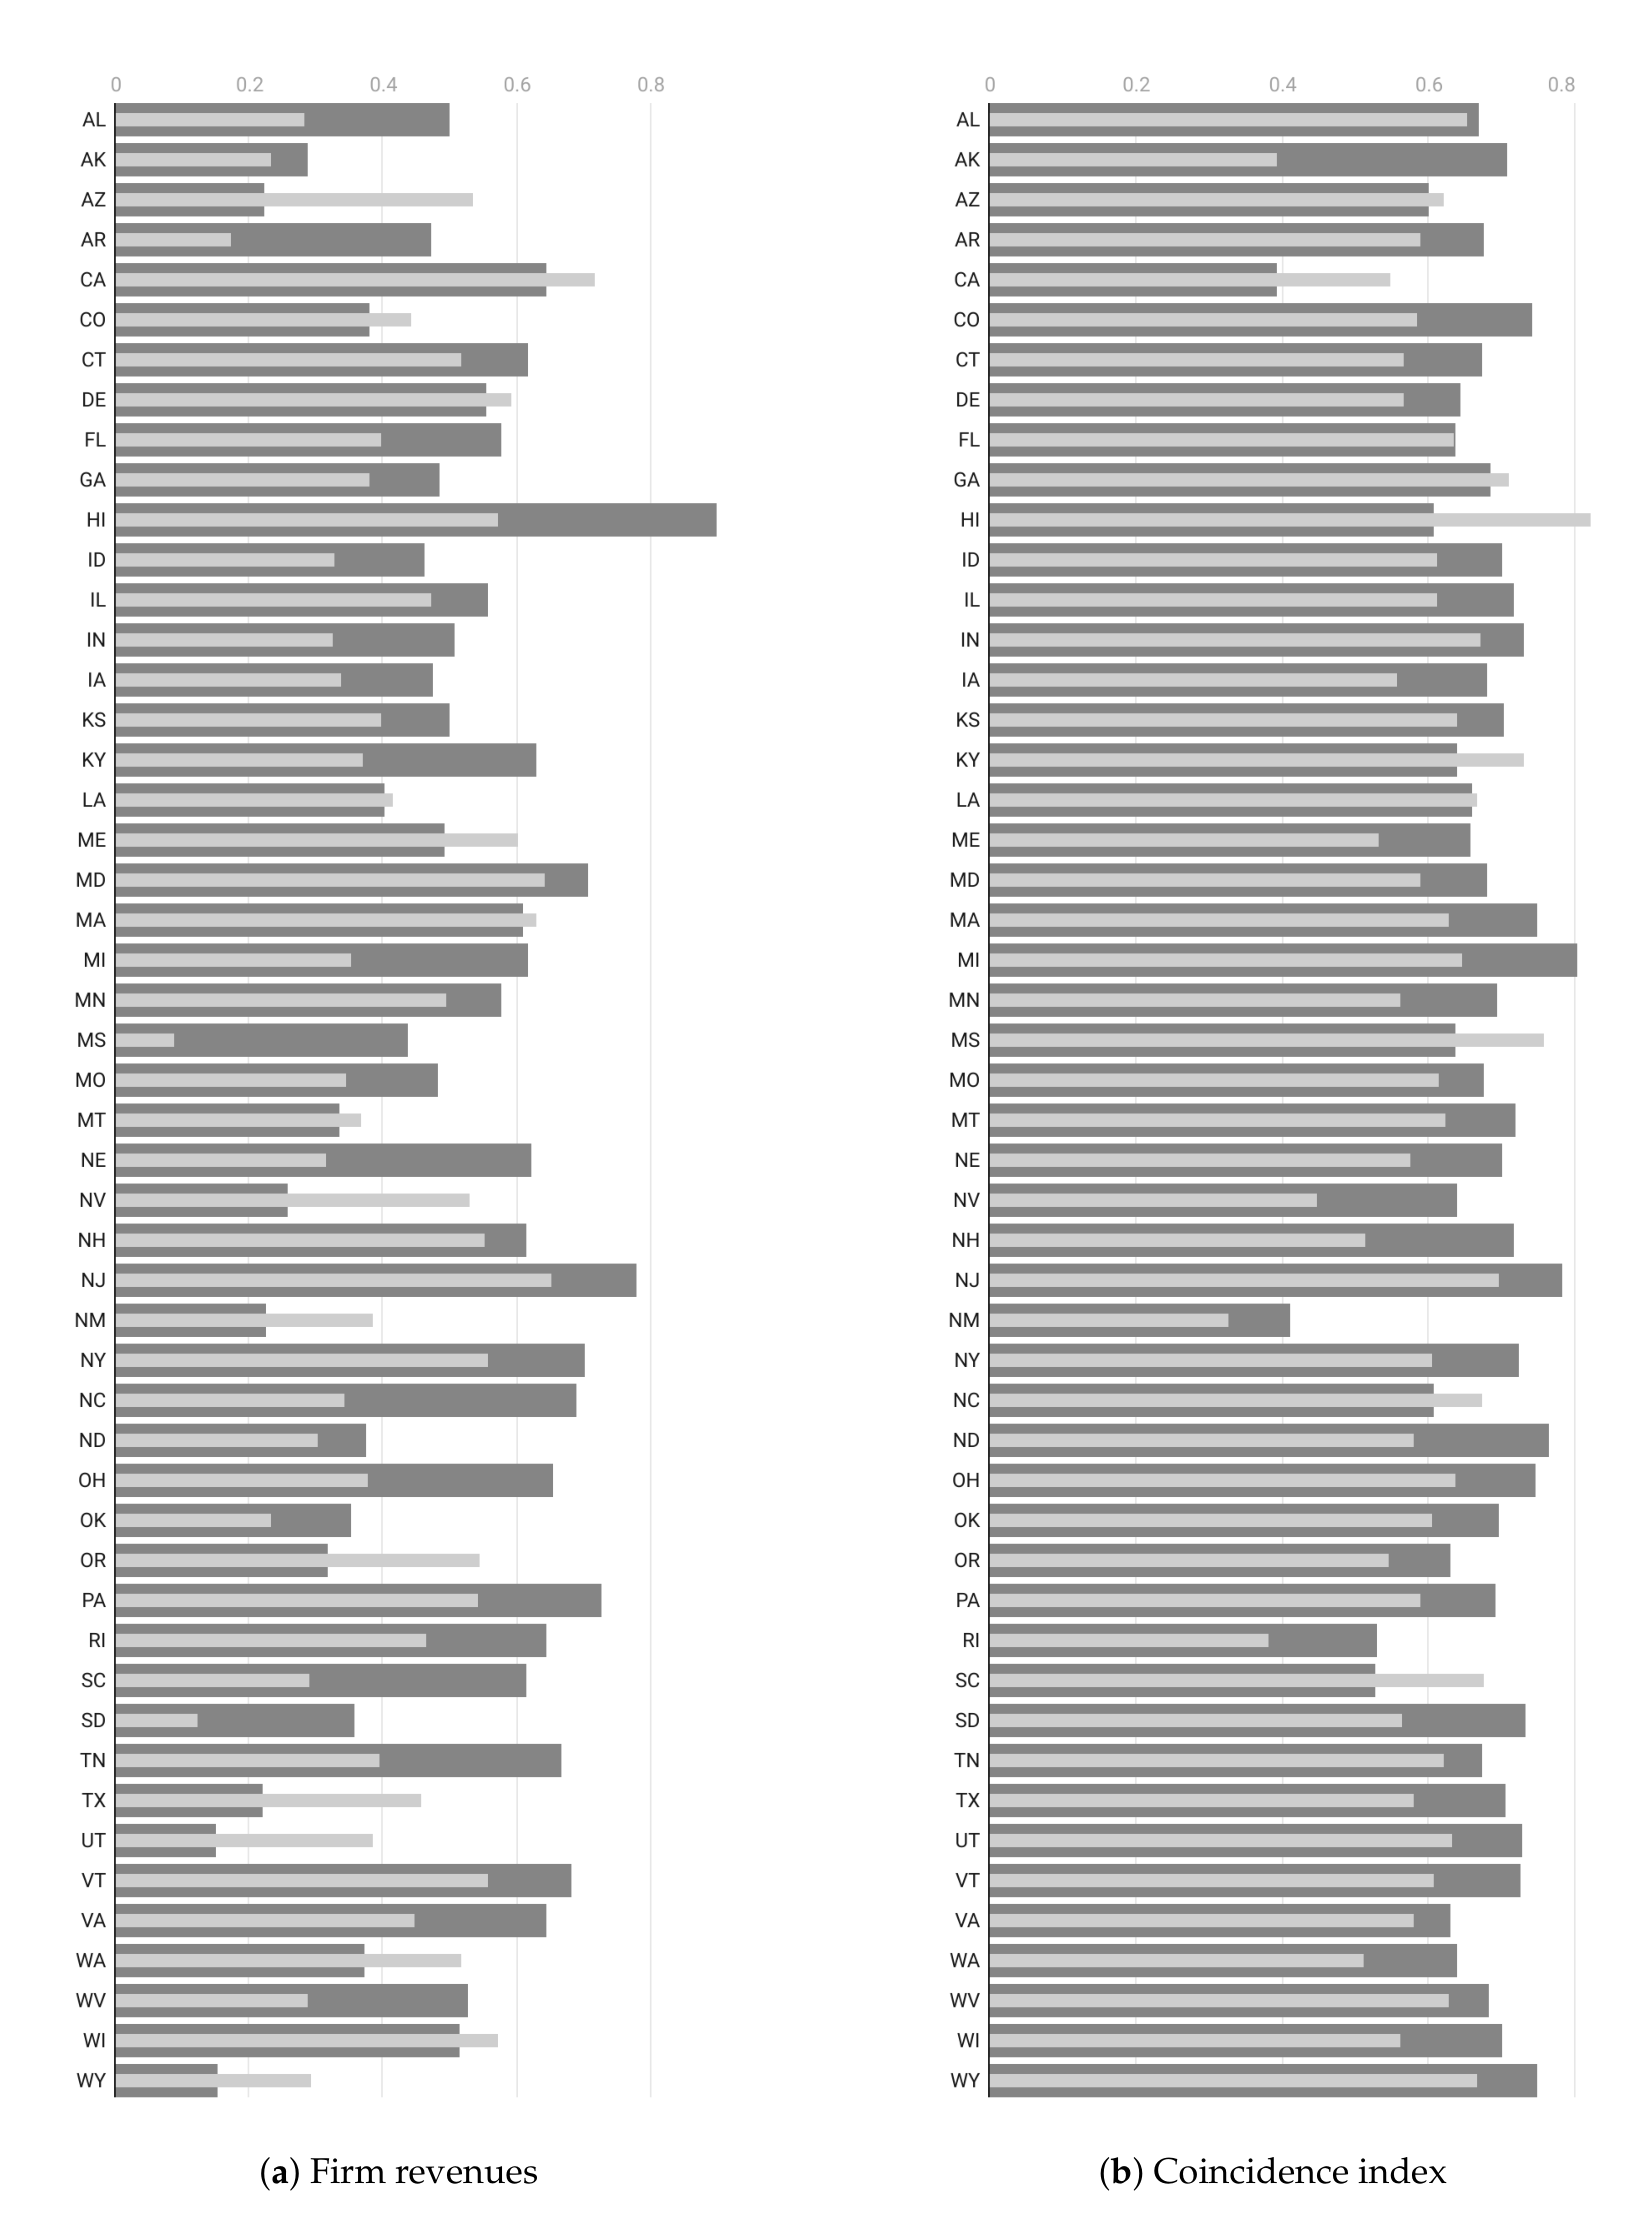 0 0.2 0.4 0.6 0.8
AL
AK
AZ
AR
CA
CO
CT
DE
FL
GA
HI
ID
IL
IN
IA
KS
KY
LA
ME
MD
MA
MI
MN
MS
MO
MT
NE
NV
NH
NJ
NM
NY
NC
ND
OH
OK
OR
PA
RI
SC
SD
TN
TX
UT
VT
VA
WA
WV
WI
WY
(a) Firm revenues
0 0.2 0.4 0.6 0.8
AL
AK
AZ
AR
CA
CO
CT
DE
FL
GA
HI
ID
IL
IN
IA
KS
KY
LA
ME
MD
MA
MI
MN
MS
MO
MT
NE
NV
NH
NJ
NM
NY
NC
ND
OH
OK
OR
PA
RI
SC
SD
TN
TX
UT
VT
VA
WA
WV
WI
WY
(b) Coincidence index